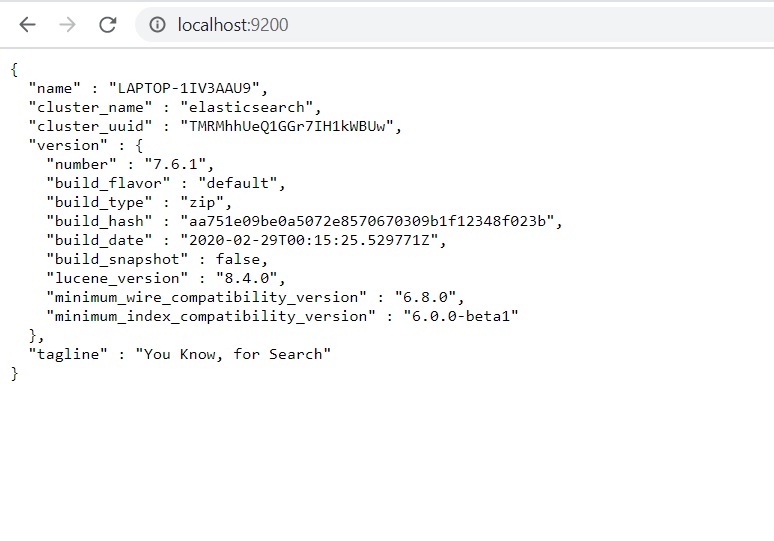 localhost:9200
{
  "name" : "LAPTOP-1IV3AAU9",
  "cluster_name" : "elasticsearch",
  "cluster_uuid" : "TMRMhhUeQ1GGr7IH1kWBUw",
  "version" : {
    "number" : "7.6.1",
    "build_flavor" : "default",
    "build_type" : "zip",
    "build_hash" : "aa751e09be0a5072e8570670309b1f12348f023b",
    "build_date" : "2020-02-29T00:15:25.529771Z",
    "build_snapshot" : false,
    "lucene_version" : "8.4.0",
    "minimum_wire_compatibility_version" : "6.8.0",
    "minimum_index_compatibility_version" : "6.0.0-beta1"
  },
  "tagline" : "You Know, for Search"
}